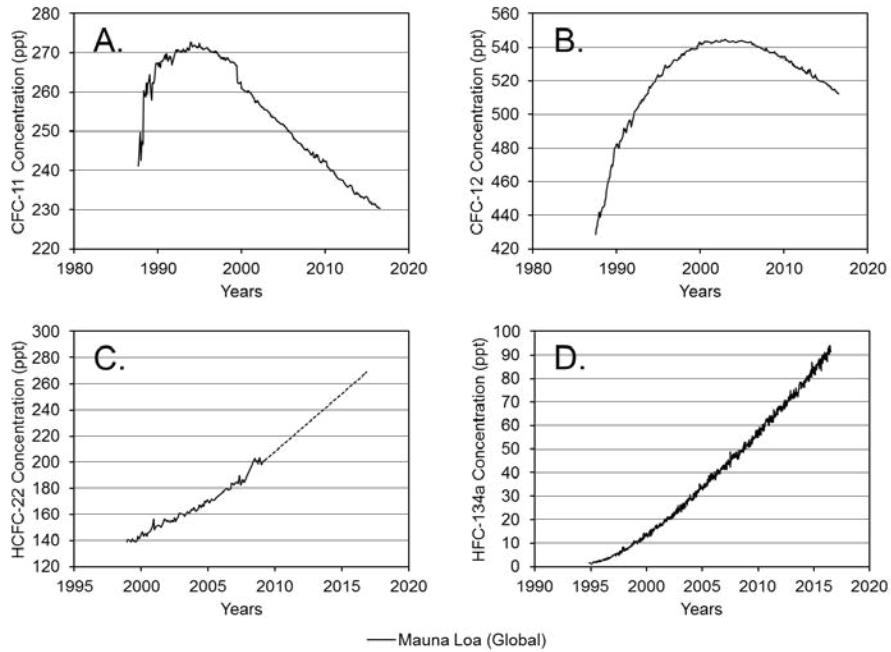 A.
CFC-11 Concentration (ppt)
280
270
260
250
240
230
220
1980 1990 2000 2010 2020
Years
B.
CFC-12 Concentration (ppt)
560
540
520
500
480
460
440
420
1980 1990 2000 2010 2020
Years
C.
HCFC-22 Concentration (ppt)
300
280
260
240
220
200
180
160
140
120
1995 2000 2005 2010 2015 2020
Years
D.
HFC-134a Concentration (ppt)
100
90
80
70
60
50
40
30
20
10
0
1990 1995 2000 2005 2010 2015 2020
Years
Mauna Loa (Global)